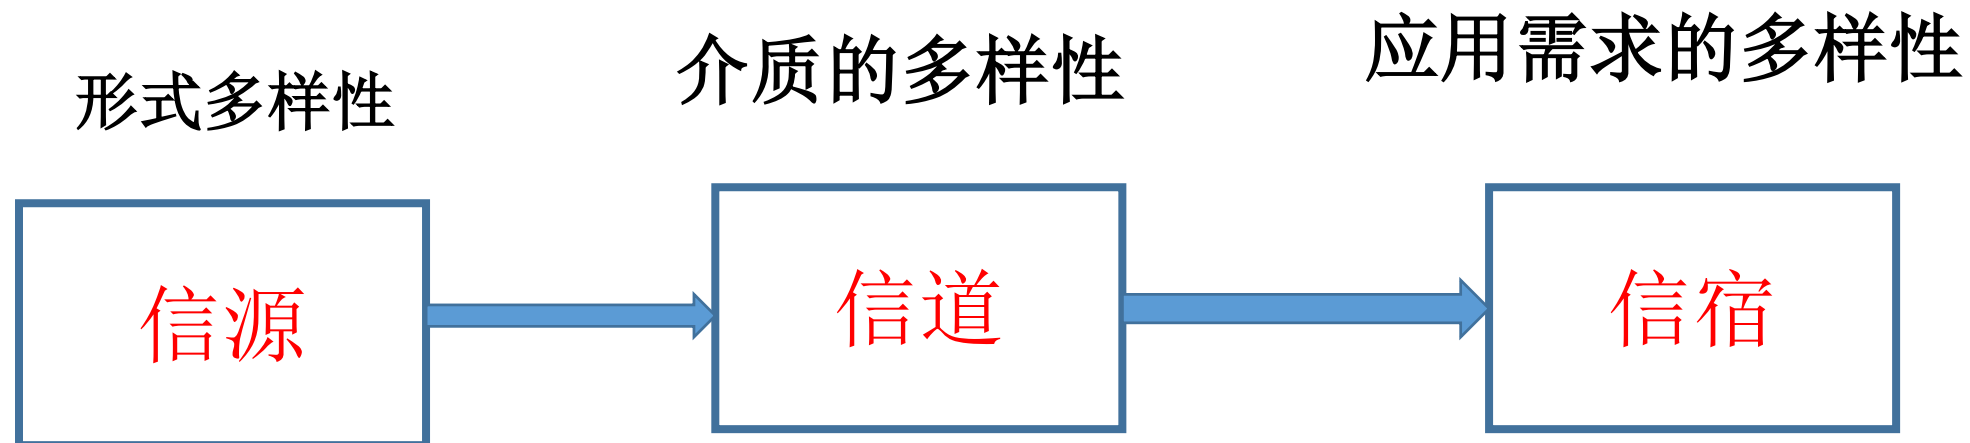 形式多样性
介质的多样性
应用需求的多样性
信源
信道
信宿